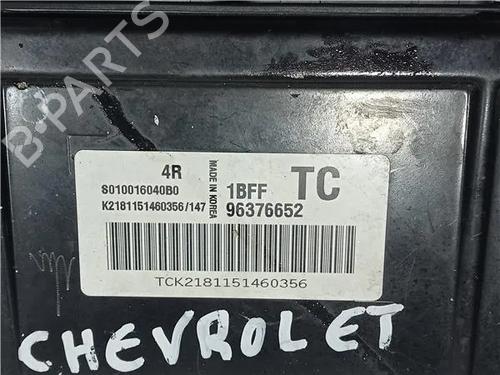 B-PARTS
4R
S010016040B0
K2181151460356/147
MADE IN KOREA
1BFF
TC
96376652
TCK2181151460356
CHEVROLET